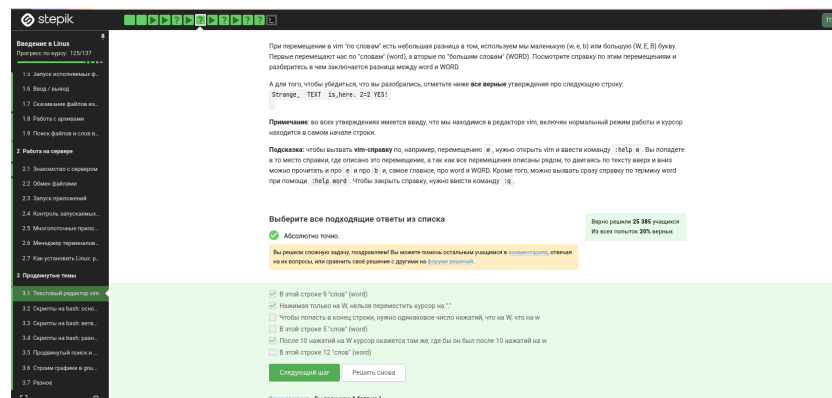 stepik
Введение в Linux
Прогресс по курсу: 125/137
1.5 Запуск исполняемых ф...
1.6 Ввод / вывод
1.7 Скачивание файлов из...
1.8 Работа с архивами
1.9 Поиск файлов и слов в...
2 Работа на сервере
2.1 Знакомство с сервером
2.2 Обмен файлами
2.3 Запуск приложений
2.4 Контроль запускаемых...
2.5 Многопоточные прило...
2.6 Менеджер терминалов...
2.7 Как установить Linux: р...
3 Продвинутые темы
3.1 Текстовый редактор vim
3.2 Скрипты на bash: осно...
3.3 Скрипты на bash: ветв...
3.4 Скрипты на bash: разн...
3.5 Продвинутый поиск и ...
3.6 Строим графики в gnu...
3.7 Разное
При перемещении в vim "по словам" есть небольшая разница в том, используем мы маленькую (w, e, b) или большую (W, E, B) букву.
Первые перемещают нас по "словам" (word), а вторые по "большим словам" (WORD). Посмотрите справку по этим перемещениям и
разберитесь в чем заключается разница между word и WORD.
А для того, чтобы убедиться, что вы разобрались, отметьте ниже все верные утверждения про следующую строку:
Strange_  TEXT  is_here. 2=2 YES!
Примечание: во всех утверждениях имеется ввиду, что мы находимся в редакторе vim, включен нормальный режим работы и курсор
находится в самом начале строки.
Подсказка: чтобы вызвать vim-справку по, например, перемещению w, нужно открыть vim и ввести команду :help w. Вы попадете
в то место справки, где описано это перемещение, а так как все перемещения описаны рядом, то двигаясь по тексту вверх и вниз
можно прочитать и про e и про b и, самое главное, про word и WORD. Кроме того, можно вызвать сразу справку по термину word
при помощи :help word. Чтобы закрыть справку, нужно ввести команду :q.
Выберите все подходящие ответы из списка
Абсолютно точно.
Верно решили 25 385 учащихся
Из всех попыток 20% верных
Вы решили сложную задачу, поздравляем! Вы можете помочь остальным учащимся в комментариях, отвечая
на их вопросы, или сравнить своё решение с другими на форуме решений.
В этой строке 9 "слов" (word)
Нажимая только на W, нельзя переместить курсор на "."
Чтобы попасть в конец строки, нужно одинаковое число нажатий, что на W, что на w
В этой строке 5 "слов" (word)
После 10 нажатий на W курсор окажется там же, где бы он был после 10 нажатий на w
В этой строке 12 "слов" (word)
Следующий шаг
Решить снова